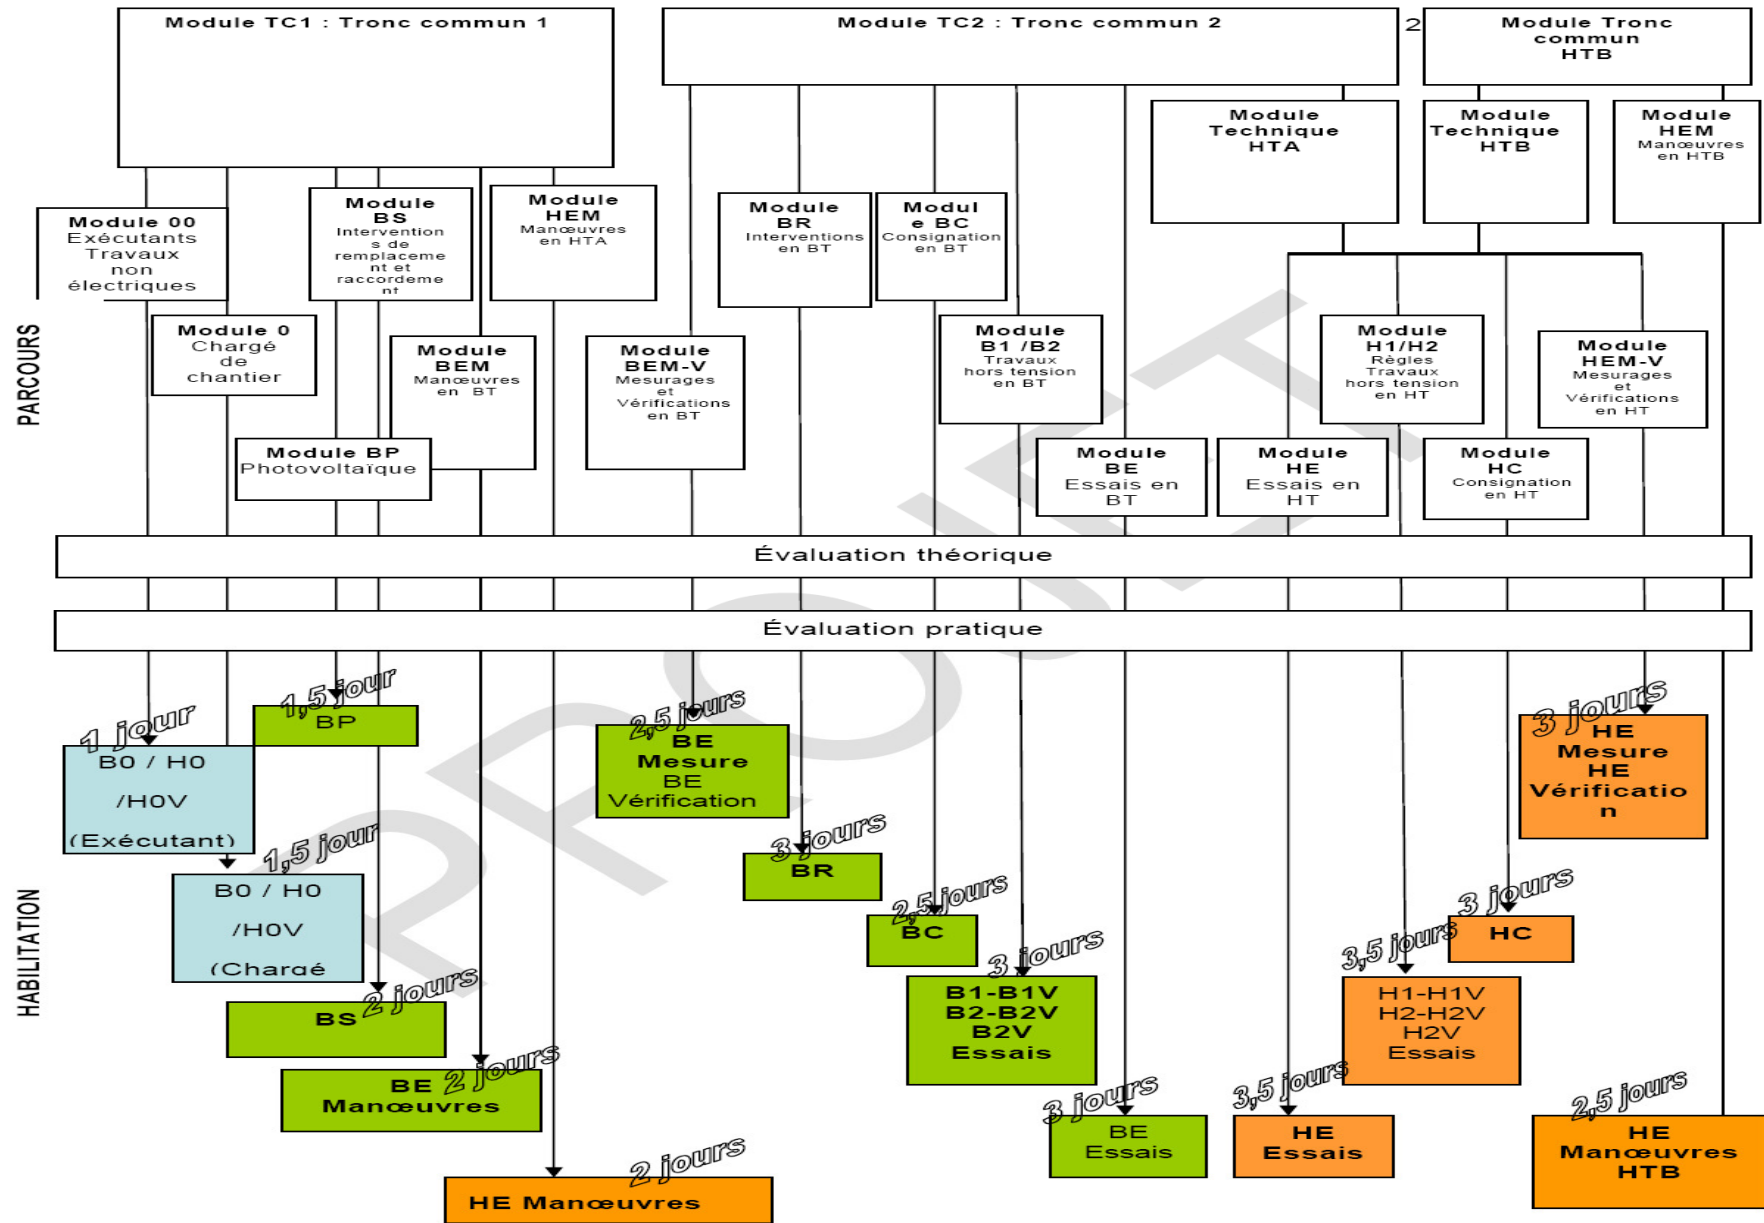 Module TC1 : Tronc commun 1
Module TC2 : Tronc commun 2
2
Module Tronc
commun
HTB
Module
Technique
HTA
Module
Technique
HTB
Module
HEM
Manœuvres
en HTB
Module 00
Exécutants
Travaux
non
électriques
Module
BS
Intervention
s de
remplaceme
nt et
raccordeme
nt
Module
HEM
Manœuvres
en HTA
Module
BR
Interventions
en BT
Modul
e BC
Consignation
en BT
PARCOURS
Module 0
Chargé
de
chantier
Module
BEM
Manœuvres
en BT
Module
BEM-V
Mesurages
et
Vérifications
en BT
Module
B1 /B2
Travaux
hors tension
en BT
Module
H1/H2
Règles
Travaux
hors tension
en HT
Module
HEM-V
Mesurages
et
Vérifications
en HT
Module BP
Photovoltaïque
Module
BE
Essais en
BT
Module
HE
Essais en
HT
Module
HC
Consignation
en HT
Évaluation théorique
Évaluation pratique
PROJET
HABILITATION
1 jour
B0 / H0
/H0V
(Exécutant)
1,5 jour
BP
1,5 jour
B0 / H0
/H0V
(Chargé
2 jours
BS
2 jours
BE
Manœuvres
2 jours
HE Manœuvres
2,5 jours
BE
Mesure
BE
Vérification
3 jours
BR
2,5 jours
BC
3 jours
B1-B1V
B2-B2V
B2V
Essais
3 jours
BE
Essais
3,5 jours
HE
Essais
3,5 jours
H1-H1V
H2-H2V
H2V
Essais
3 jours
HC
3 jours
HE
Mesure
HE
Vérificatio
n
2,5 jours
HE
Manœuvres
HTB